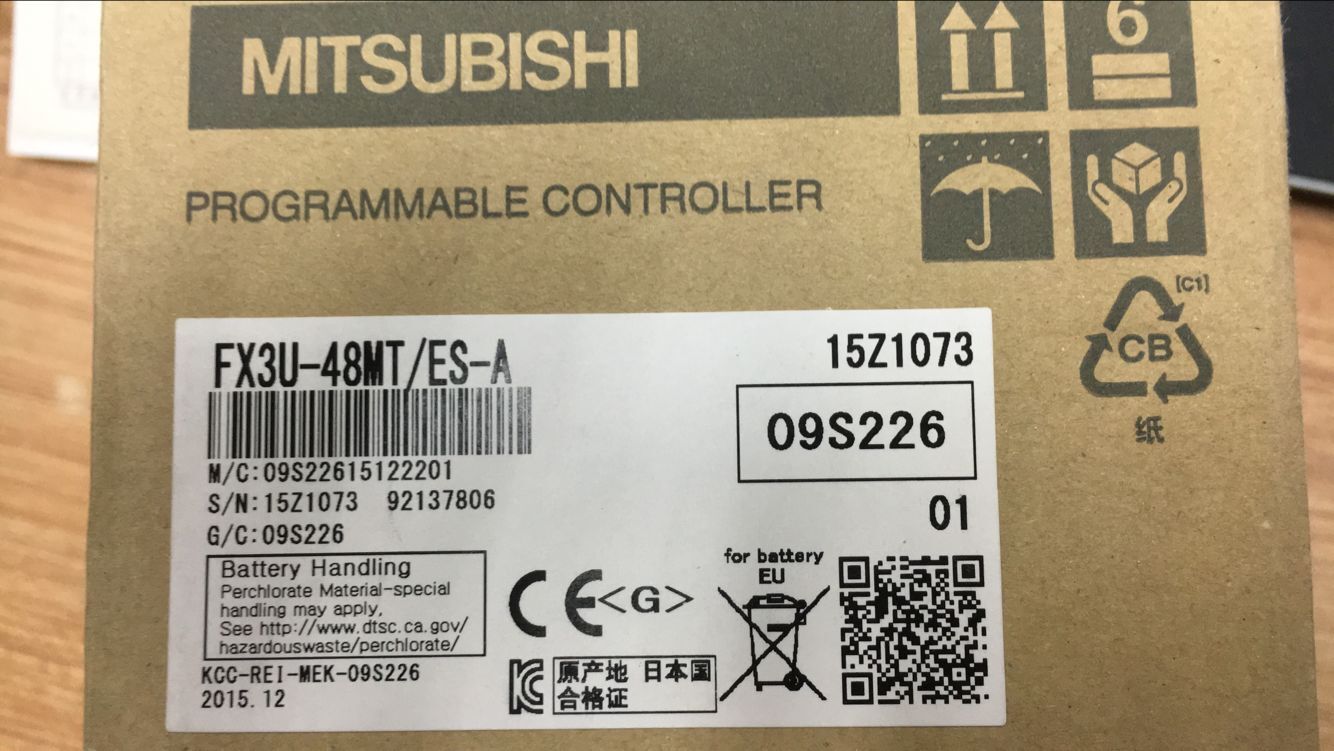 MITSUBISHI
6
PROGRAMMABLE CONTROLLER
[C1]
CB
纸
FX3U-48MT/ES-A
15Z1073
09S226
M/C:09S22615122201
S/N:15Z1073 92137806
G/C:09S226
01
Battery Handling
Perchlorate Material-special
handling may apply,
See http://www.dtsc.ca.gov/
hazardouswaste/perchlorate/
CE <G>
for battery
EU
KCC-REI-MEK-09S226
2015.12
原产地 日本国
合格证